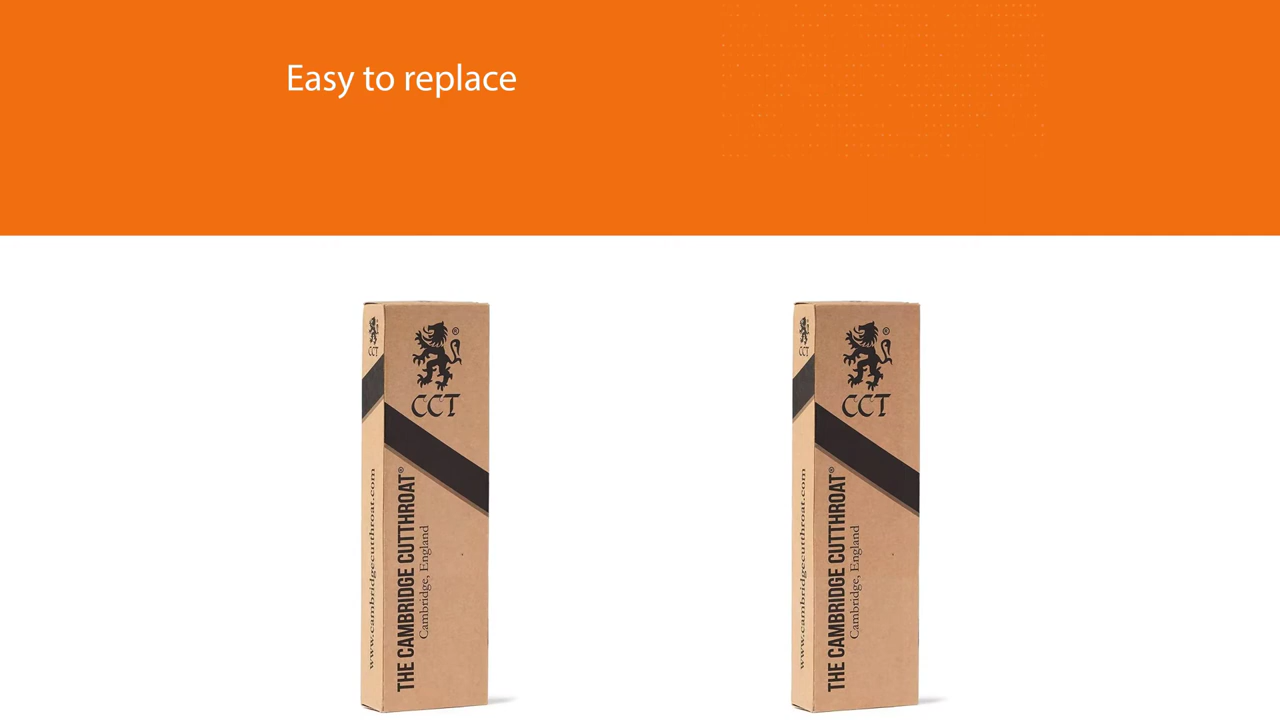 Easy to replace
CCT
®
CCT
THE CAMBRIDGE CUTTHROAT®
Cambridge, England
www.cambridgecutthroat.com
CCT
®
CCT
THE CAMBRIDGE CUTTHROAT®
Cambridge, England
www.cambridgecutthroat.com